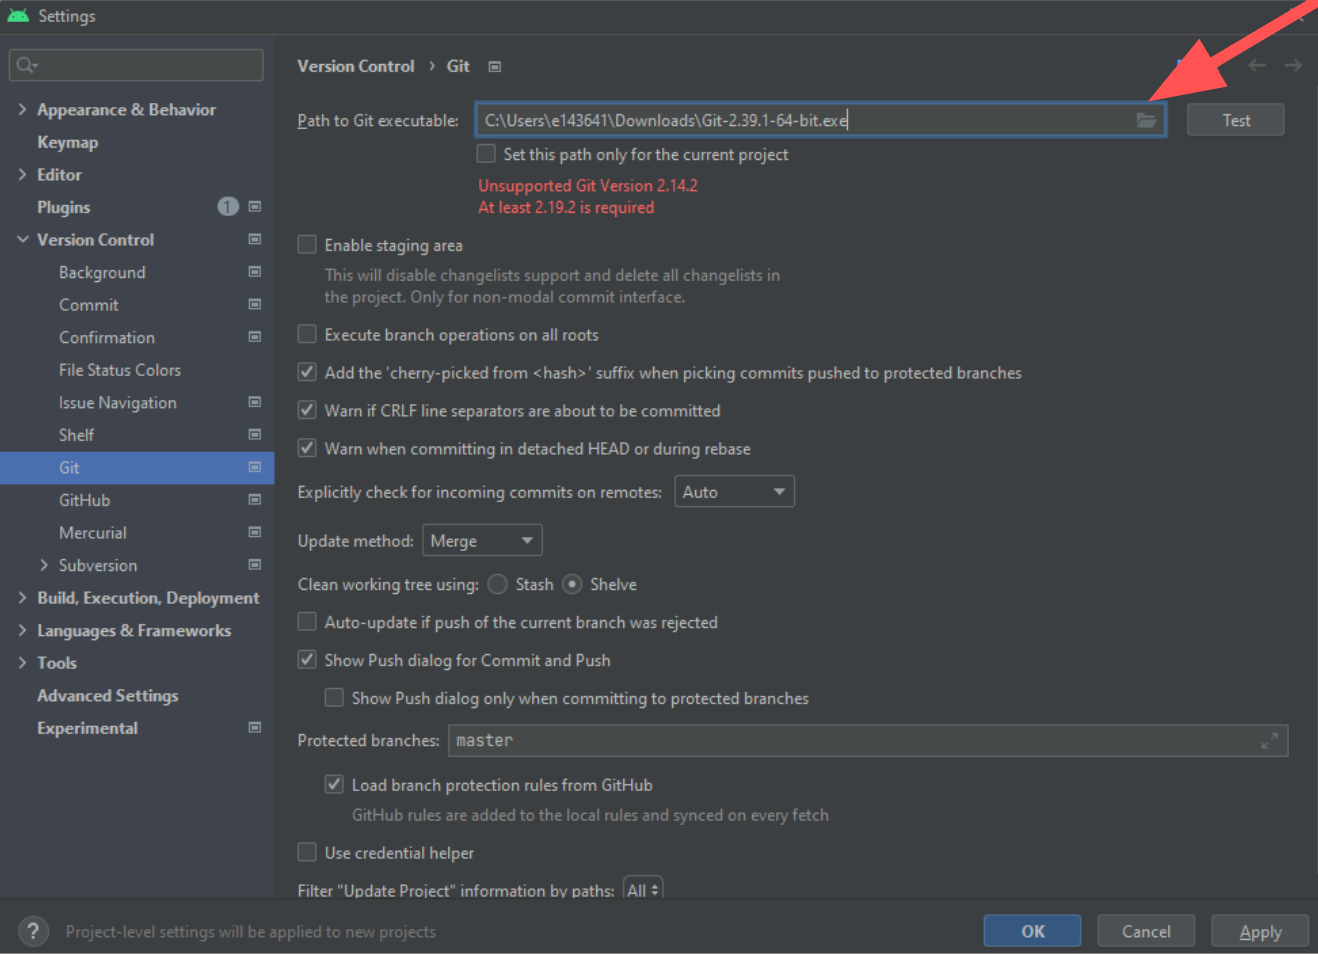 Settings
Appearance & Behavior
Keymap
Editor
Plugins 1
Version Control
Background
Commit
Confirmation
File Status Colors
Issue Navigation
Shelf
Git
GitHub
Mercurial
Subversion
Build, Execution, Deployment
Languages & Frameworks
Tools
Advanced Settings
Experimental
Version Control › Git
Path to Git executable: C:\Users\e143641\Downloads\Git-2.39.1-64-bit.exe Test
Set this path only for the current project
Unsupported Git Version 2.14.2
At least 2.19.2 is required
Enable staging area
This will disable changelists support and delete all changelists in
the project. Only for non-modal commit interface.
Execute branch operations on all roots
Add the 'cherry-picked from <hash>' suffix when picking commits pushed to protected branches
Warn if CRLF line separators are about to be committed
Warn when committing in detached HEAD or during rebase
Explicitly check for incoming commits on remotes: Auto
Update method: Merge
Clean working tree using: Stash Shelve
Auto-update if push of the current branch was rejected
Show Push dialog for Commit and Push
Show Push dialog only when committing to protected branches
Protected branches: master
Load branch protection rules from GitHub
GitHub rules are added to the local rules and synced on every fetch
Use credential helper
Filter "Update Project" information by paths: All
? Project-level settings will be applied to new projects
OK Cancel Apply